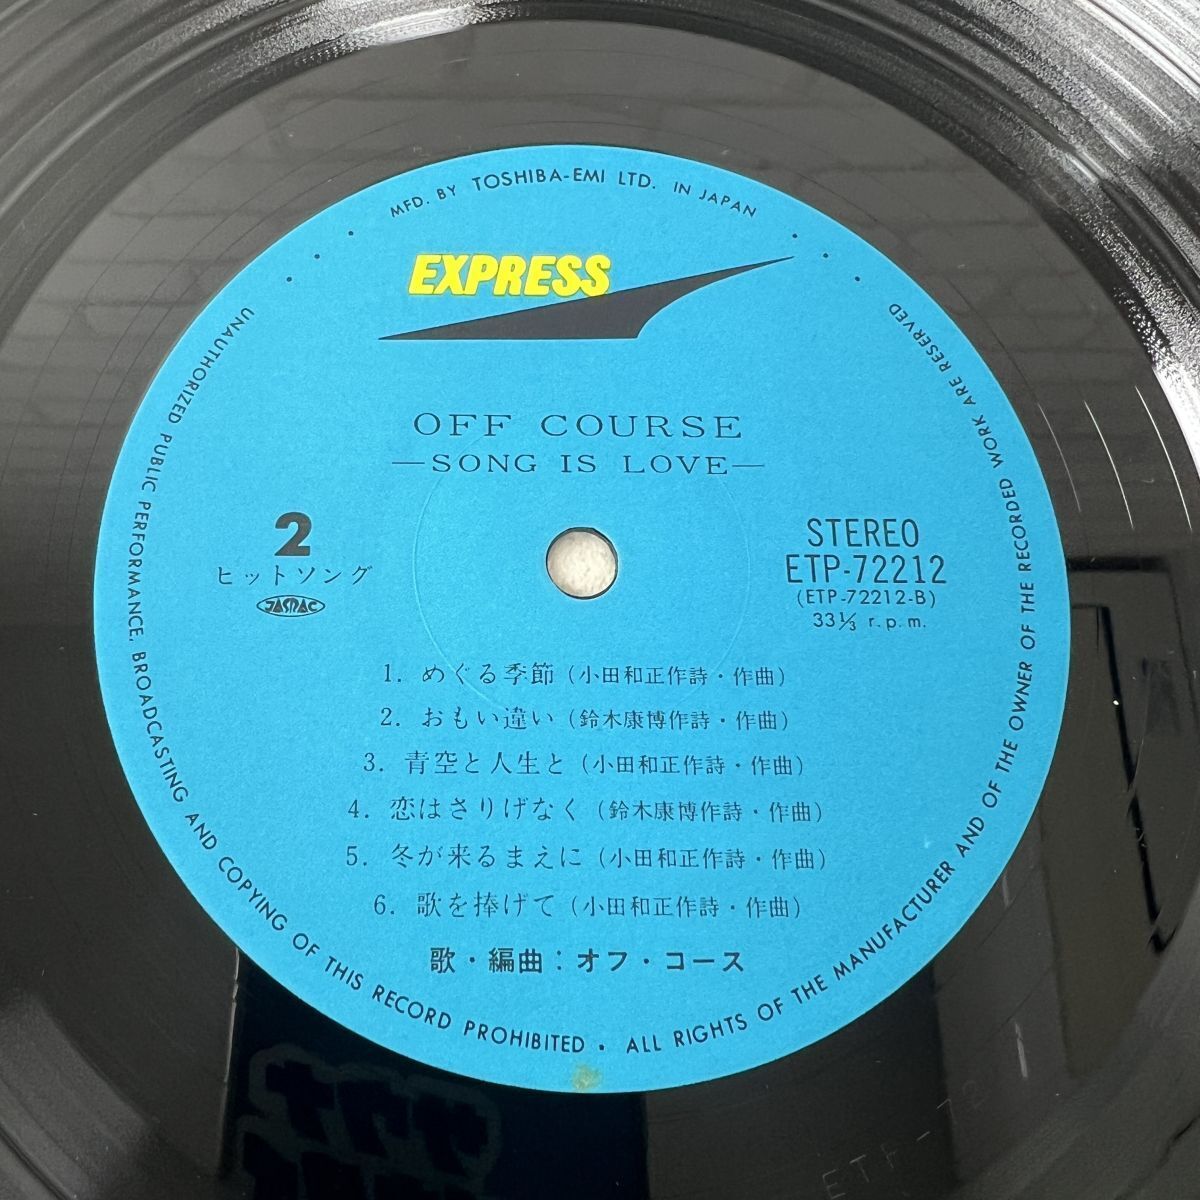 MFD. BY TOSHIBA-EMI LTD. IN JAPAN
EXPRESS
OFF COURSE
—SONG IS LOVE—
2
ヒットソング
JASRAC
STEREO
ETP-72212
(ETP-72212-B)
33⅓ r.p.m.
1. めぐる季節（小田和正作詩・作曲）
2. おもい違い（鈴木康博作詩・作曲）
3. 青空と人生と（小田和正作詩・作曲）
4. 恋はさりげなく（鈴木康博作詩・作曲）
5. 冬が来るまえに（小田和正作詩・作曲）
6. 歌を捧げて（小田和正作詩・作曲）
歌・編曲：オフ・コース
UNAUTHORIZED PUBLIC PERFORMANCE, BROADCASTING AND COPYING OF THIS RECORD PROHIBITED • ALL RIGHTS OF THE MANUFACTURER AND OF THE OWNER OF THE RECORDED WORK ARE RESERVED